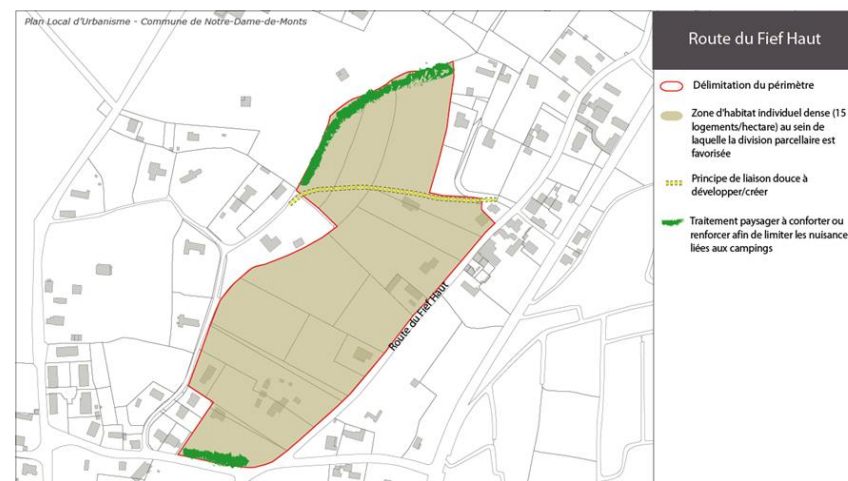 Plan Local d'Urbanisme - Commune de Notre-Dame-de-Monts
Route du Fief Haut
Délimitation du périmètre
Zone d'habitat individuel dense (15
logements/hectare) au sein de
laquelle la division parcellaire est
favorisée
Principe de liaison douce à
développer/créer
Traitement paysager à conforter ou
renforcer afin de limiter les nuisance
liées aux campings
Route du Fief Haut